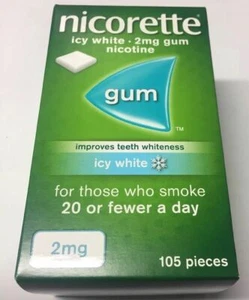 nicorette®
icy white - 2mg gum
nicotine
gum
TM
improves teeth whiteness
icy white
for those who smoke
20 or fewer a day
2mg
105 pieces